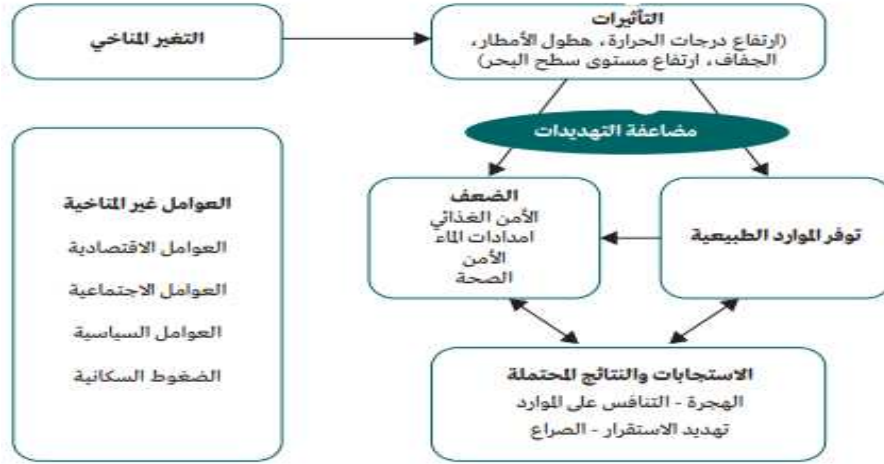 التغير المناخي
التأثيرات
(ارتفاع درجات الحرارة، هطول الأمطار،
الجفاف، ارتفاع مستوى سطح البحر)
مضاعفة التهديدات
الضعف
الأمن الغذائي
امدادات الماء
الأمن
الصحة
توفر الموارد الطبيعية
العوامل غير المناخية
العوامل الاقتصادية
العوامل الاجتماعية
العوامل السياسية
الضغوط السكانية
الاستجابات والنتائج المحتملة
الهجرة - التنافس على الموارد
تهديد الاستقرار - الصراع